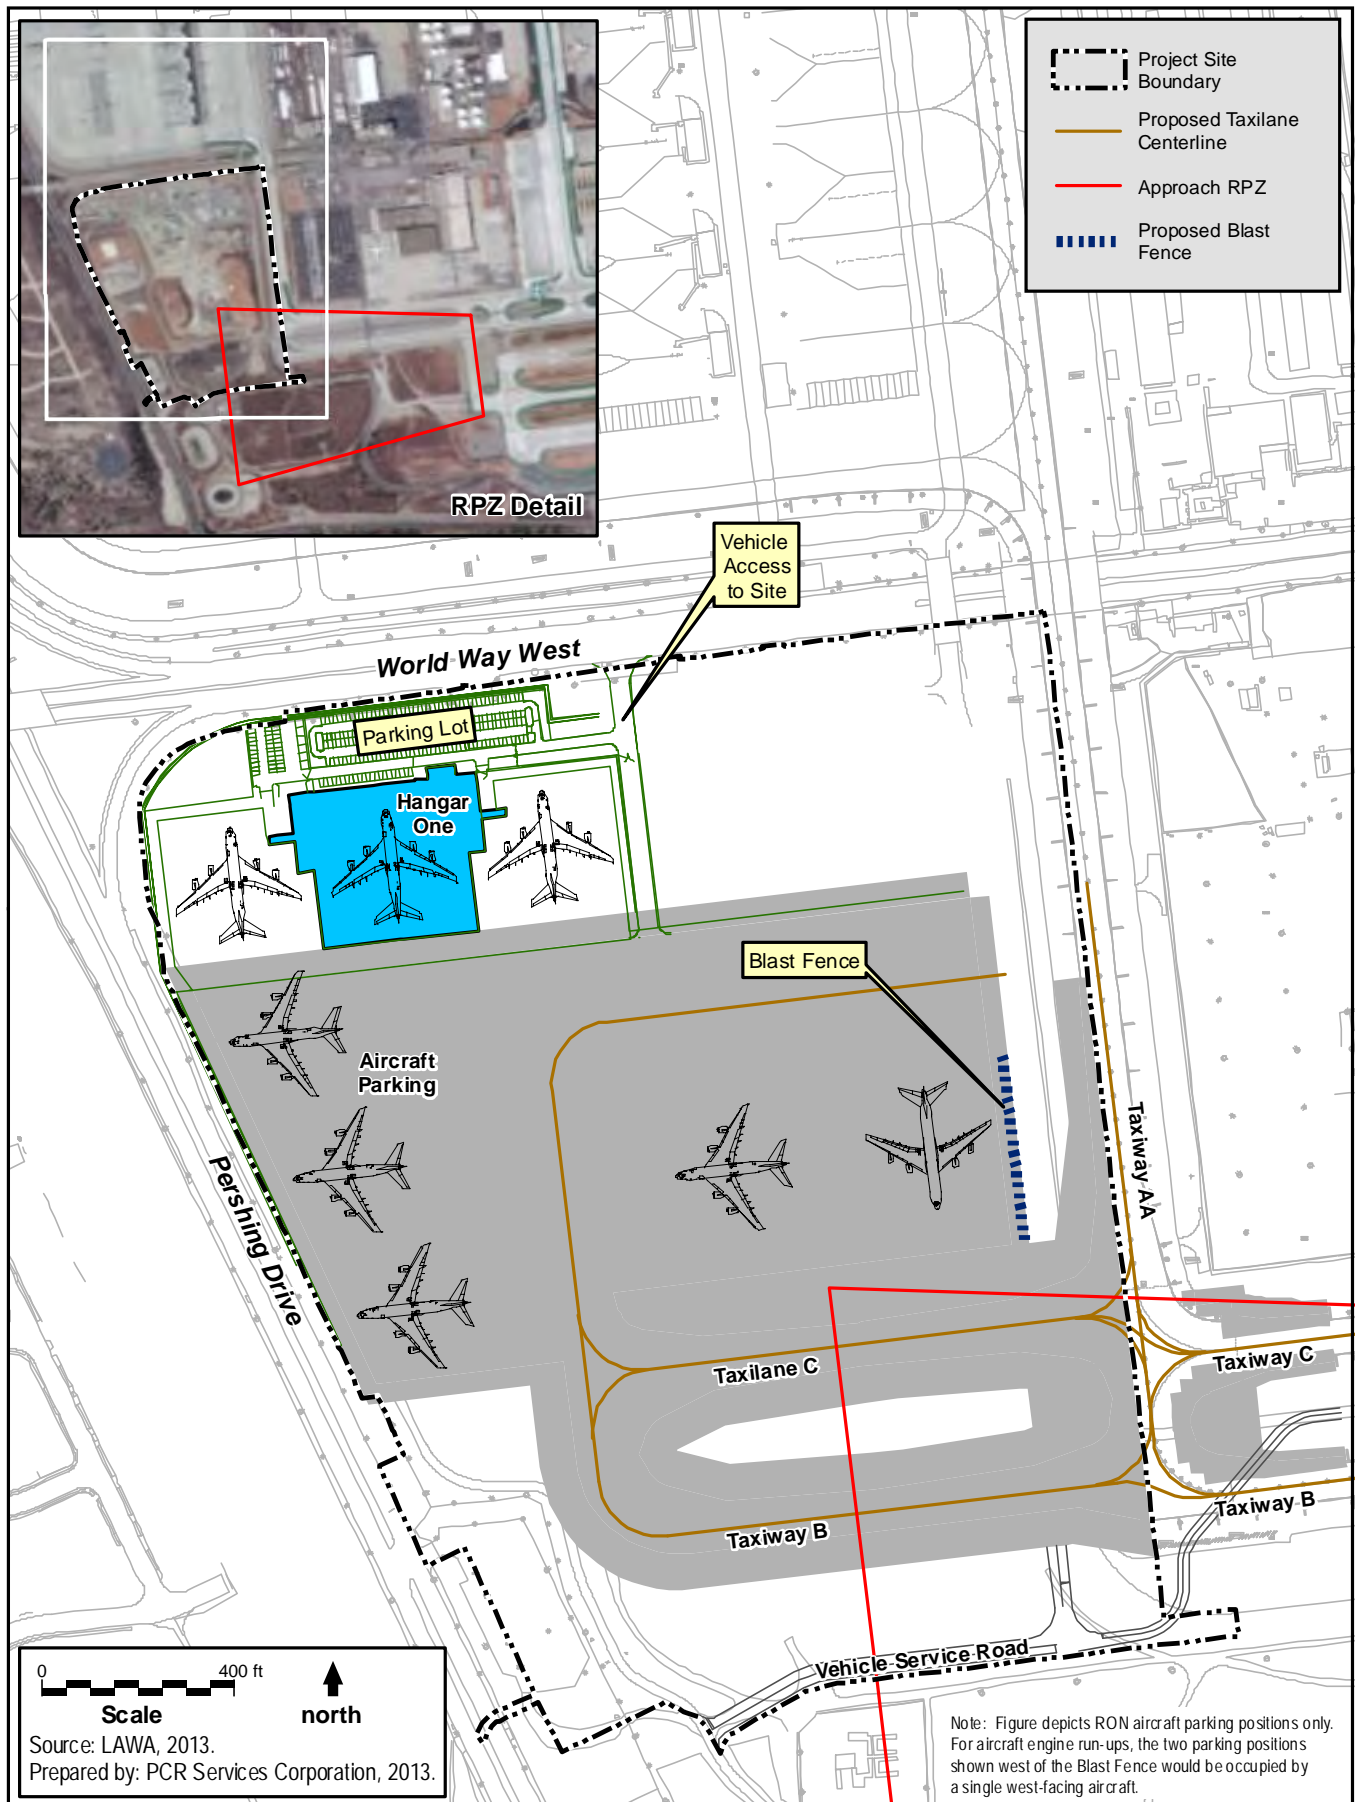 RPZ Detail
Project Site
Boundary
Proposed Taxilane
Centerline
Approach RPZ
Proposed Blast
Fence
Vehicle
Access
to Site
World Way West
Parking Lot
Hangar
One
Blast Fence
Aircraft
Parking
Taxiway AA
Pershing Drive
Taxilane C
Taxiway C
Taxiway B
Taxiway B
Vehicle Service Road
0 400 ft
Scale
north
Source: LAWA, 2013.
Prepared by: PCR Services Corporation, 2013.
Note: Figure depicts RON aircraft parking positions only.
For aircraft engine run-ups, the two parking positions
shown west of the Blast Fence would be occupied by
a single west-facing aircraft.